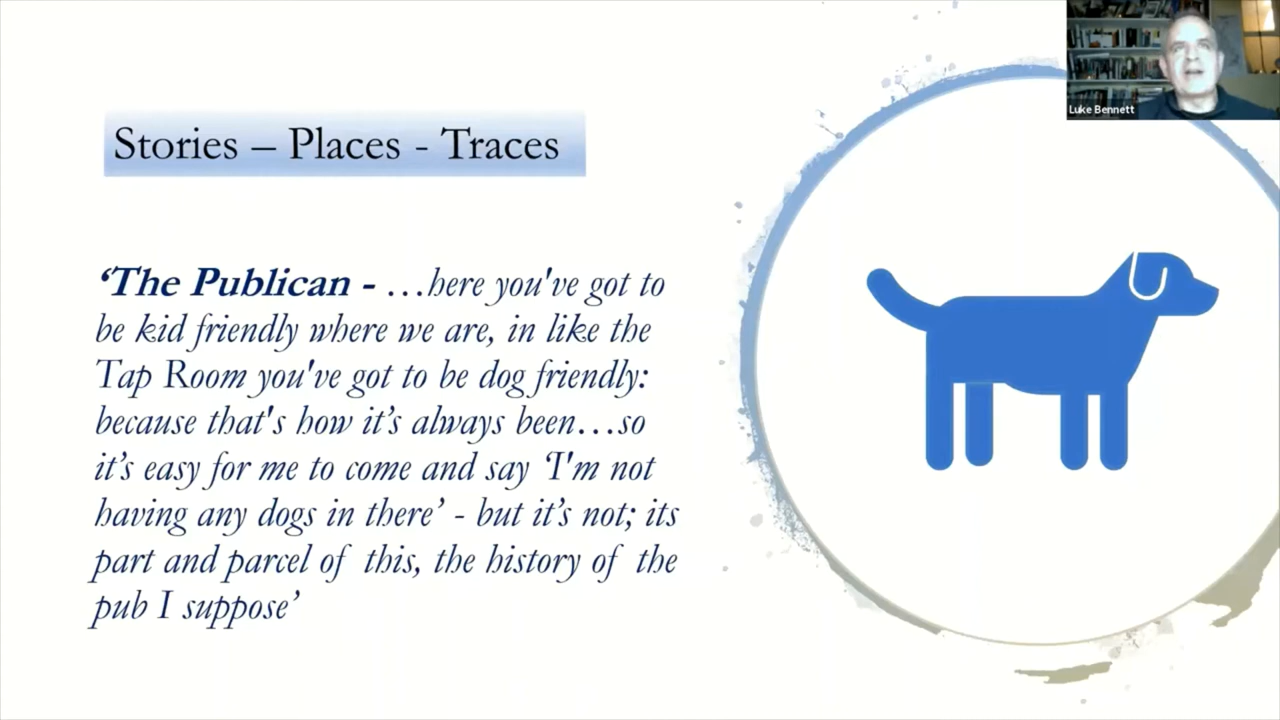 Luke Bennett
Stories – Places - Traces
‘The Publican - …here you've got to
be kid friendly where we are, in like the
Tap Room you've got to be dog friendly:
because that's how it’s always been…so
it’s easy for me to come and say ‘I'm not
having any dogs in there’ - but it’s not; its
part and parcel of this, the history of the
pub I suppose’